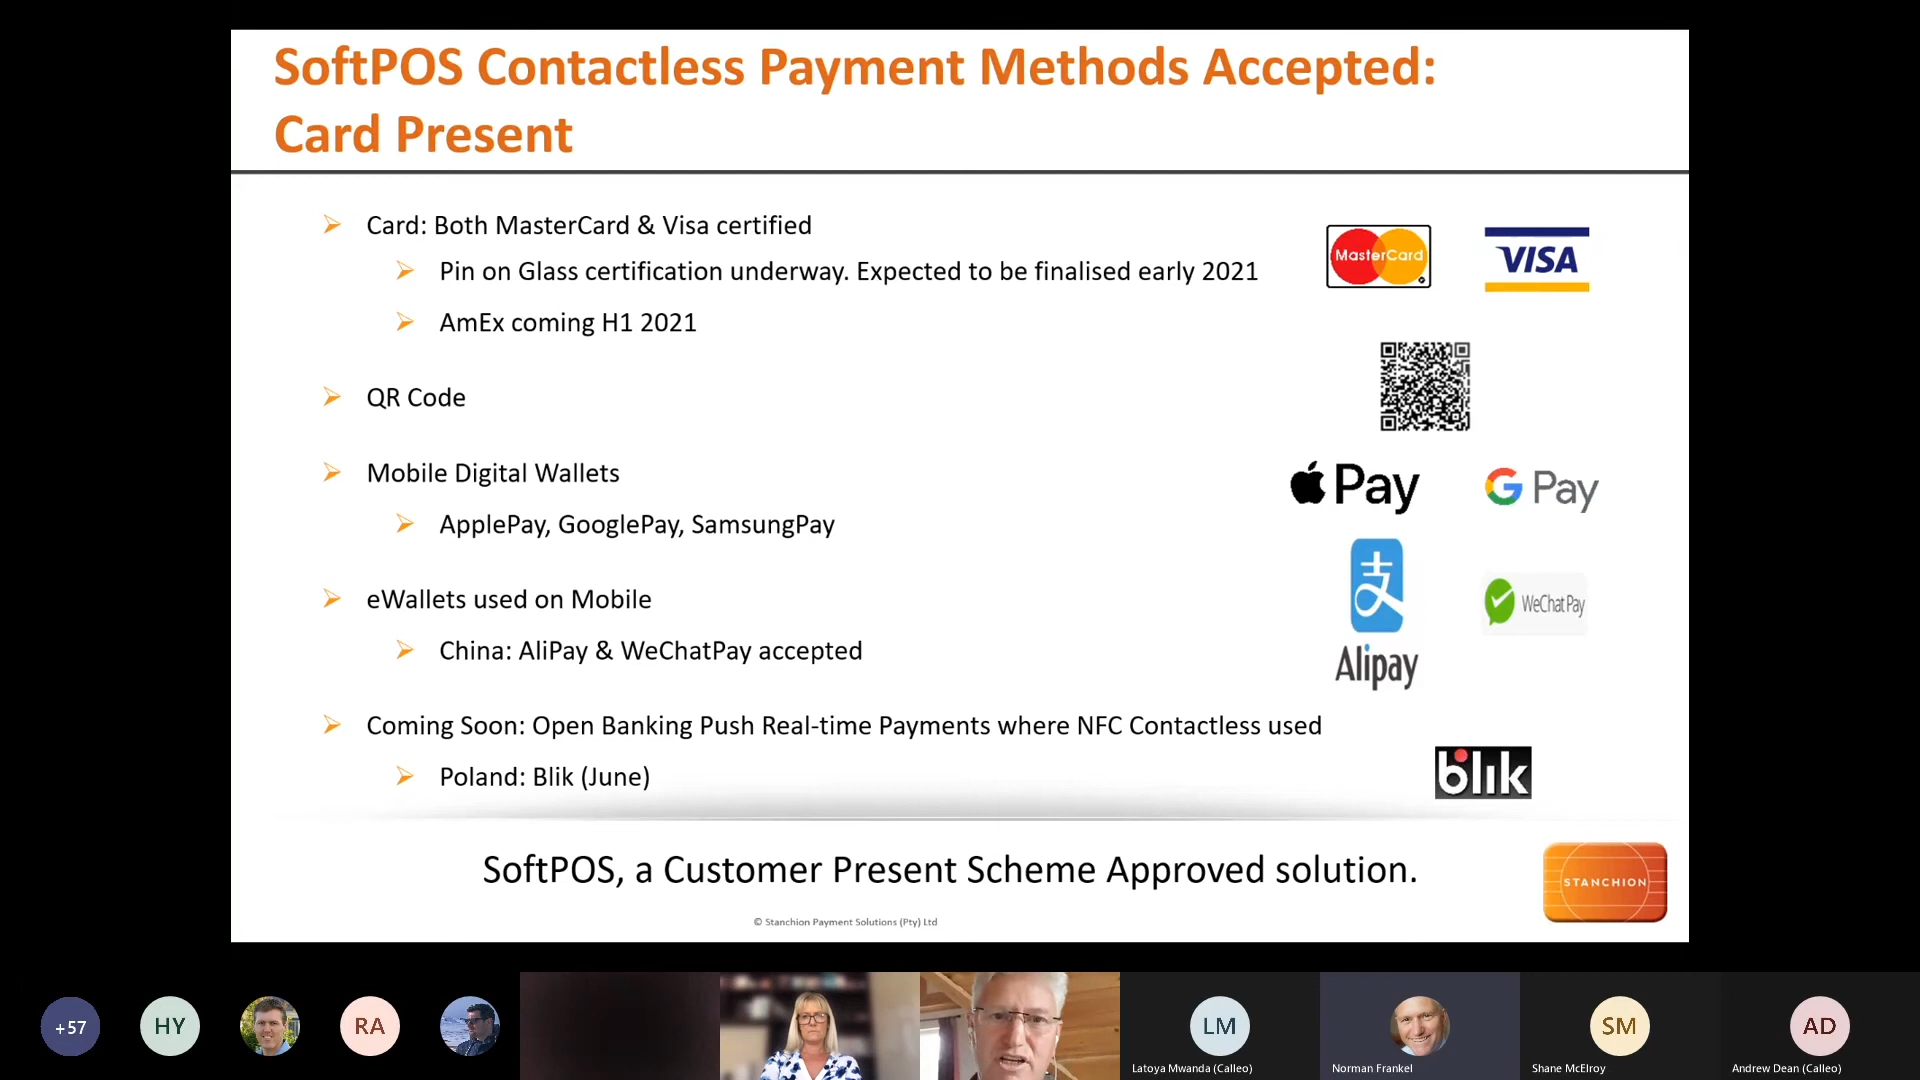 SoftPOS Contactless Payment Methods Accepted:
Card Present
Card: Both MasterCard & Visa certified
Pin on Glass certification underway. Expected to be finalised early 2021
AmEx coming H1 2021
MasterCard
VISA
QR Code
Mobile Digital Wallets
ApplePay, GooglePay, SamsungPay
Pay
G Pay
eWallets used on Mobile
China: AliPay & WeChatPay accepted
支
Alipay
WeChat Pay
Coming Soon: Open Banking Push Real-time Payments where NFC Contactless used
Poland: Blik (June)
blik
SoftPOS, a Customer Present Scheme Approved solution.
STANCHION
© Stanchion Payment Solutions (Pty) Ltd
+57
HY
RA
LM
SM
AD
Latoya Mwanda (Calleo)
Norman Frankel
Shane McElroy
Andrew Dean (Calleo)